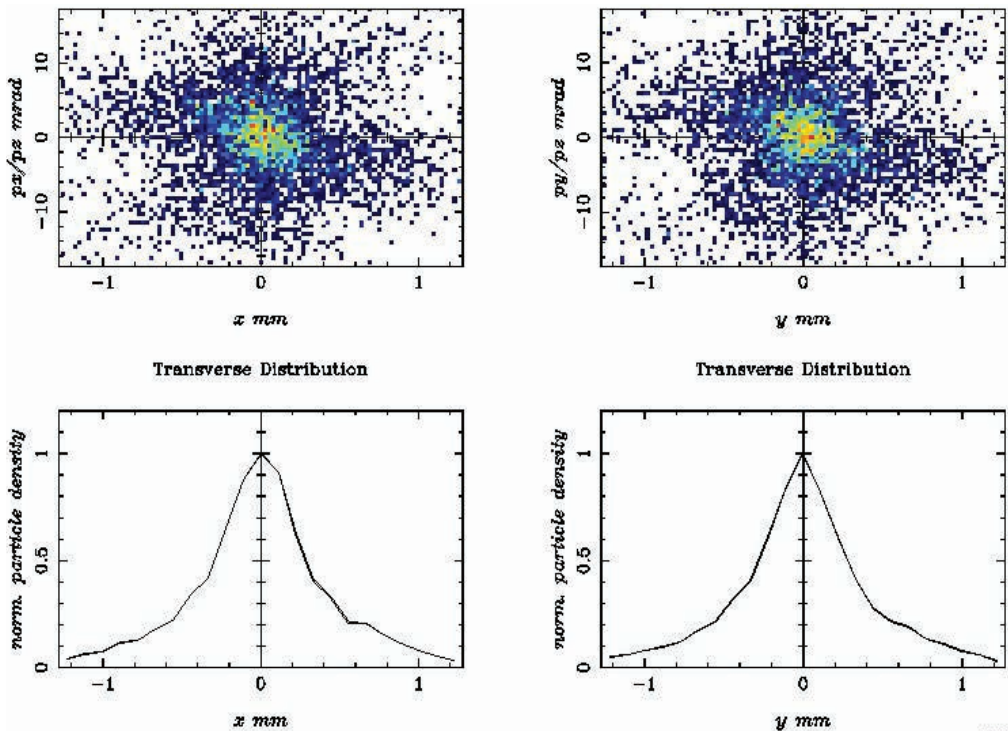 px/pz mrad
10
0
−10
−1 0 1
x mm
py/pz mrad
10
0
−10
−1 0 1
y mm
Transverse Distribution
norm. particle density
1
0.5
0
−1 0 1
x mm
Transverse Distribution
norm. particle density
1
0.5
0
−1 0 1
y mm